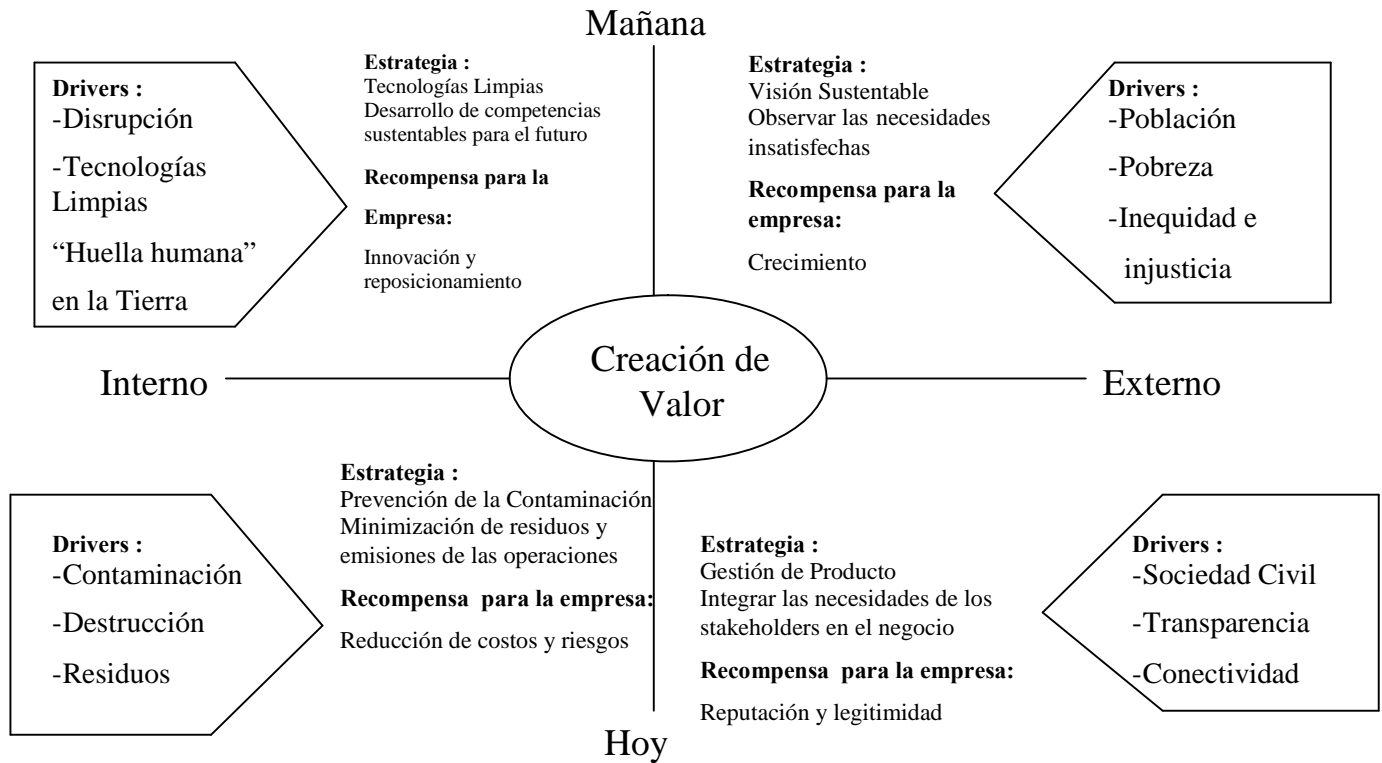 Mañana
Drivers :
-Disrupción
-Tecnologías
Limpias
“Huella humana”
en la Tierra
Estrategia :
Tecnologías Limpias
Desarrollo de competencias
sustentables para el futuro
Recompensa para la
Empresa:
Innovación y
reposicionamiento
Estrategia :
Visión Sustentable
Observar las necesidades
insatisfechas
Recompensa para la
empresa:
Crecimiento
Drivers :
-Población
-Pobreza
-Inequidad e
injusticia
Interno
Creación de
Valor
Externo
Drivers :
-Contaminación
-Destrucción
-Residuos
Estrategia :
Prevención de la Contaminación
Minimización de residuos y
emisiones de las operaciones
Recompensa para la empresa:
Reducción de costos y riesgos
Estrategia :
Gestión de Producto
Integrar las necesidades de los
stakeholders en el negocio
Recompensa para la empresa:
Reputación y legitimidad
Drivers :
-Sociedad Civil
-Transparencia
-Conectividad
Hoy